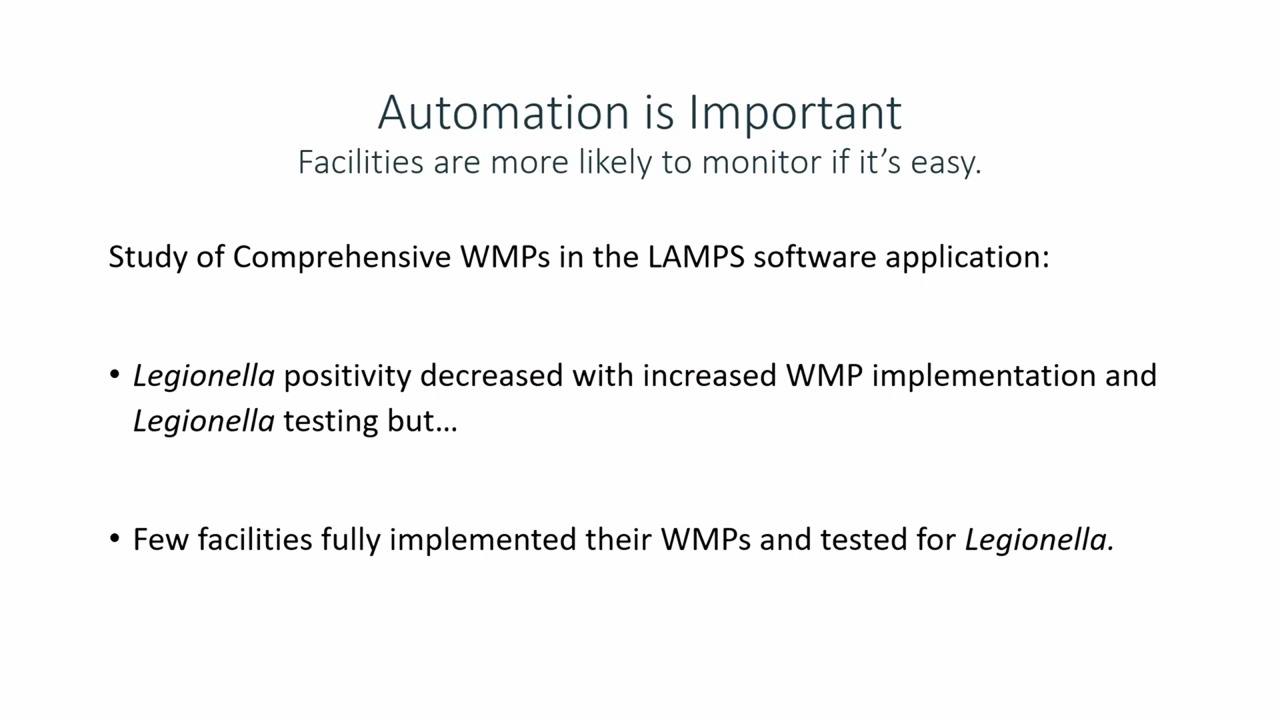 Automation is Important
Facilities are more likely to monitor if it’s easy.
Study of Comprehensive WMPs in the LAMPS software application:
• Legionella positivity decreased with increased WMP implementation and
Legionella testing but…
• Few facilities fully implemented their WMPs and tested for Legionella.